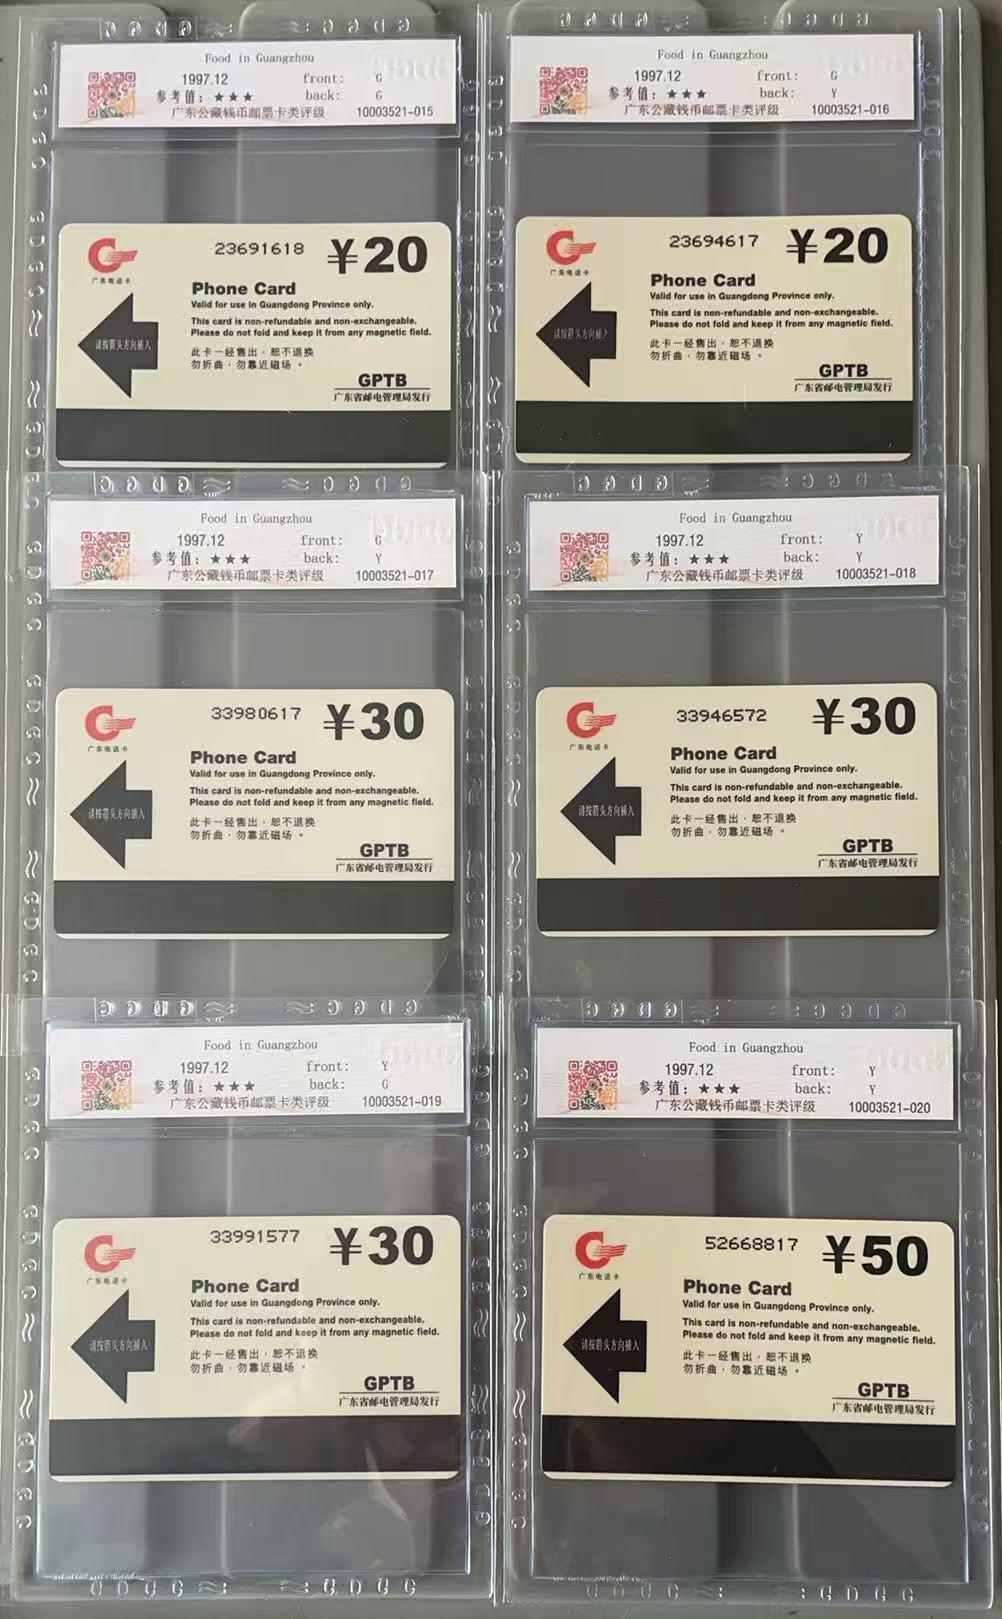 Food in Guangzhou
1997.12 front: G
参考值：★★★ back: G
广东公藏钱币邮票卡类评级 10003521-015
广东电话卡
23691618 ¥20
Phone Card
Valid for use in Guangdong Province only.
This card is non-refundable and non-exchangeable.
Please do not fold and keep it from any magnetic field.
请按箭头方向插入
此卡一经售出，恕不退换
勿折曲，勿靠近磁场。
GPTB
广东省邮电管理局发行
Food in Guangzhou
1997.12 front: G
参考值：★★★ back: Y
广东公藏钱币邮票卡类评级 10003521-016
广东电话卡
23694617 ¥20
Phone Card
Valid for use in Guangdong Province only.
This card is non-refundable and non-exchangeable.
Please do not fold and keep it from any magnetic field.
请按箭头方向插
此卡一经售出，恕不退换
勿折曲，勿靠近磁场。
GPTB
广东省邮电管理局发行
Food in Guangzhou
1997.12 front: G
参考值：★★★ back: Y
广东公藏钱币邮票卡类评级 10003521-017
广东电话卡
33980617 ¥30
Phone Card
Valid for use in Guangdong Province only.
This card is non-refundable and non-exchangeable.
Please do not fold and keep it from any magnetic field.
请按箭头方向插入
此卡一经售出，恕不退换
勿折曲，勿靠近磁场。
GPTB
广东省邮电管理局发行
Food in Guangzhou
1997.12 front: Y
参考值：★★★ back: Y
广东公藏钱币邮票卡类评级 10003521-018
广东电话卡
33946572 ¥30
Phone Card
Valid for use in Guangdong Province only.
This card is non-refundable and non-exchangeable.
Please do not fold and keep it from any magnetic field.
请按箭头方向插入
此卡一经售出，恕不退换
勿折曲，勿靠近磁场。
GPTB
广东省邮电管理局发行
Food in Guangzhou
1997.12 front: Y
参考值：★★★ back: G
广东公藏钱币邮票卡类评级 10003521-019
广东电话卡
33991577 ¥30
Phone Card
Valid for use in Guangdong Province only.
This card is non-refundable and non-exchangeable.
Please do not fold and keep it from any magnetic field.
请按箭头方向插入
此卡一经售出，恕不退换
勿折曲，勿靠近磁场。
GPTB
广东省邮电管理局发行
Food in Guangzhou
1997.12 front: Y
参考值：★★★ back: Y
广东公藏钱币邮票卡类评级 10003521-020
广东电话卡
52668817 ¥50
Phone Card
Valid for use in Guangdong Province only.
This card is non-refundable and non-exchangeable.
Please do not fold and keep it from any magnetic field.
请按箭头方向插入
此卡一经售出，恕不退换
勿折曲，勿靠近磁场。
GPTB
广东省邮电管理局发行